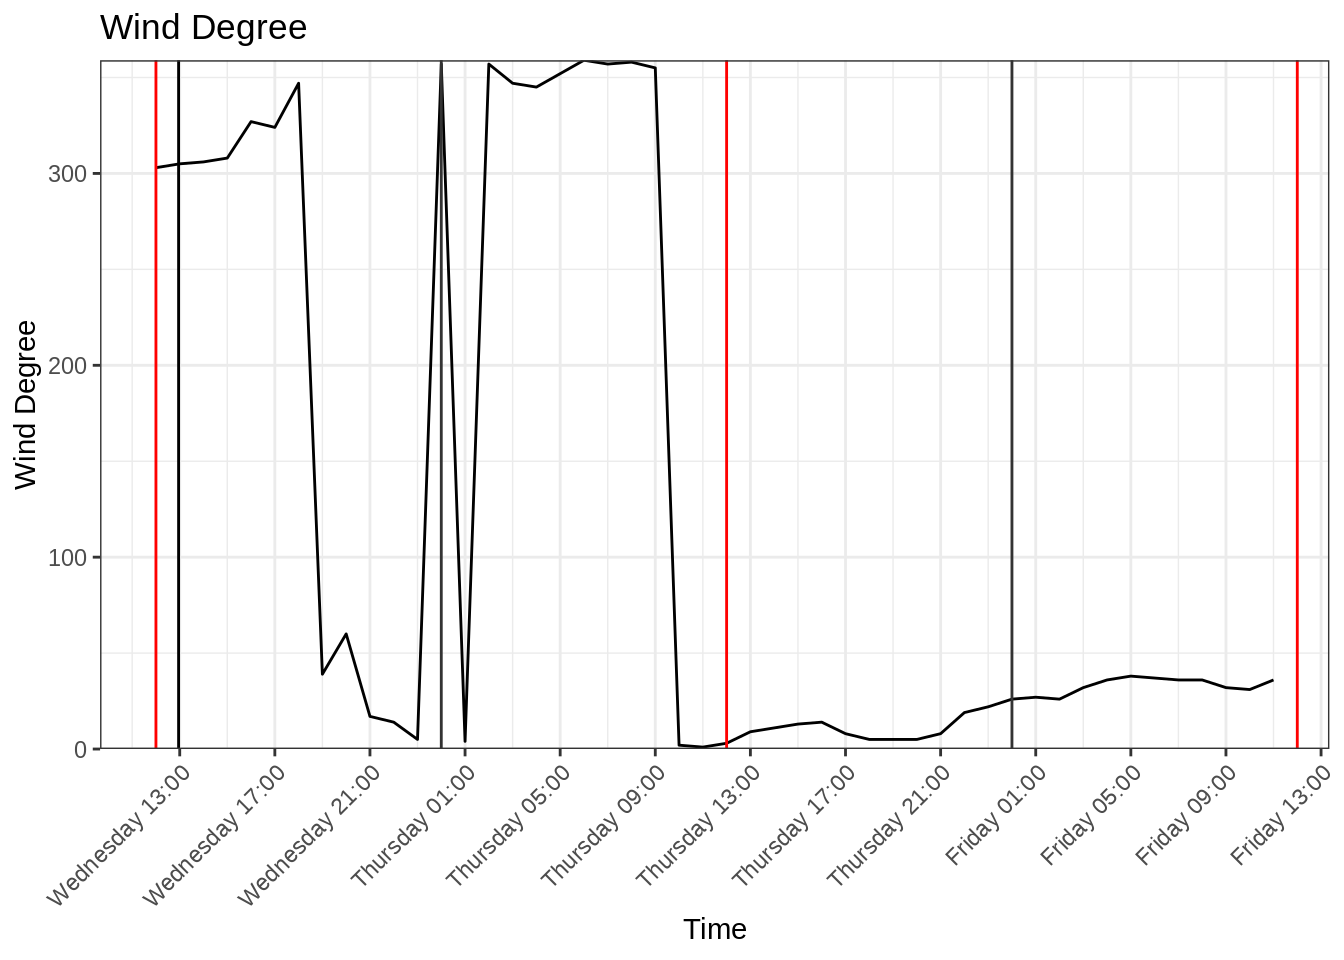 Wind Degree
Wind Degree
300
200
100
0
Wednesday 13:00
Wednesday 17:00
Wednesday 21:00
Thursday 01:00
Thursday 05:00
Thursday 09:00
Thursday 13:00
Thursday 17:00
Thursday 21:00
Friday 01:00
Friday 05:00
Friday 09:00
Friday 13:00
Time